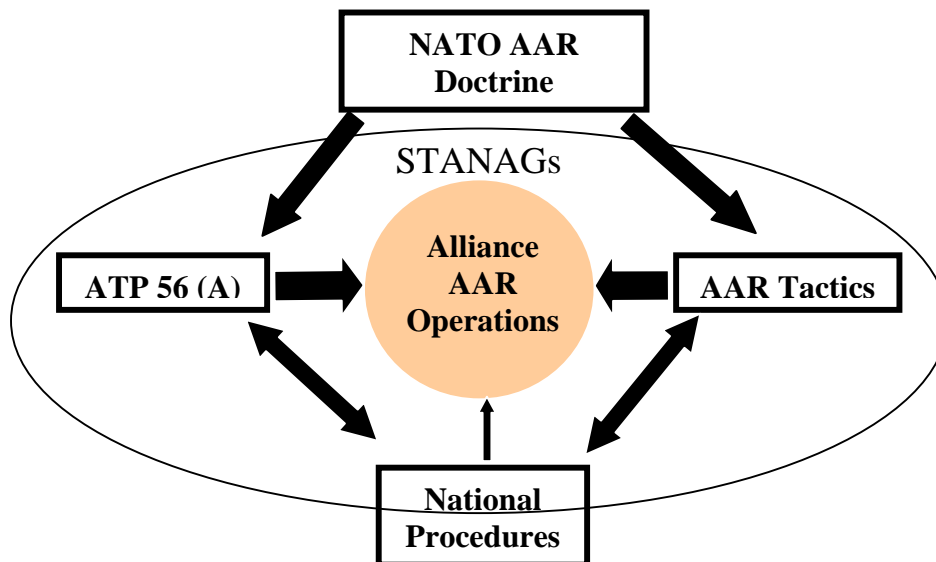 NATO AAR
Doctrine
STANAGs
Alliance
AAR
Operations
ATP 56 (A)
AAR Tactics
National
Procedures